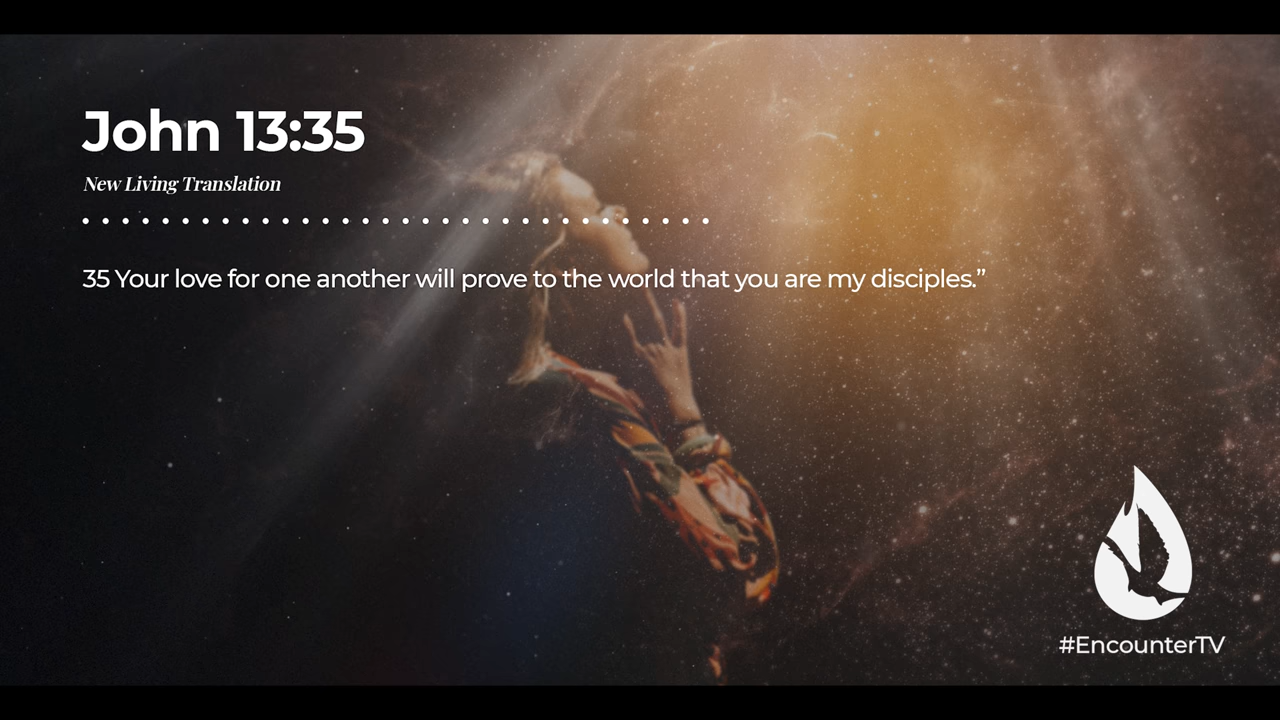 John 13:35
New Living Translation
35 Your love for one another will prove to the world that you are my disciples.”
#EncounterTV